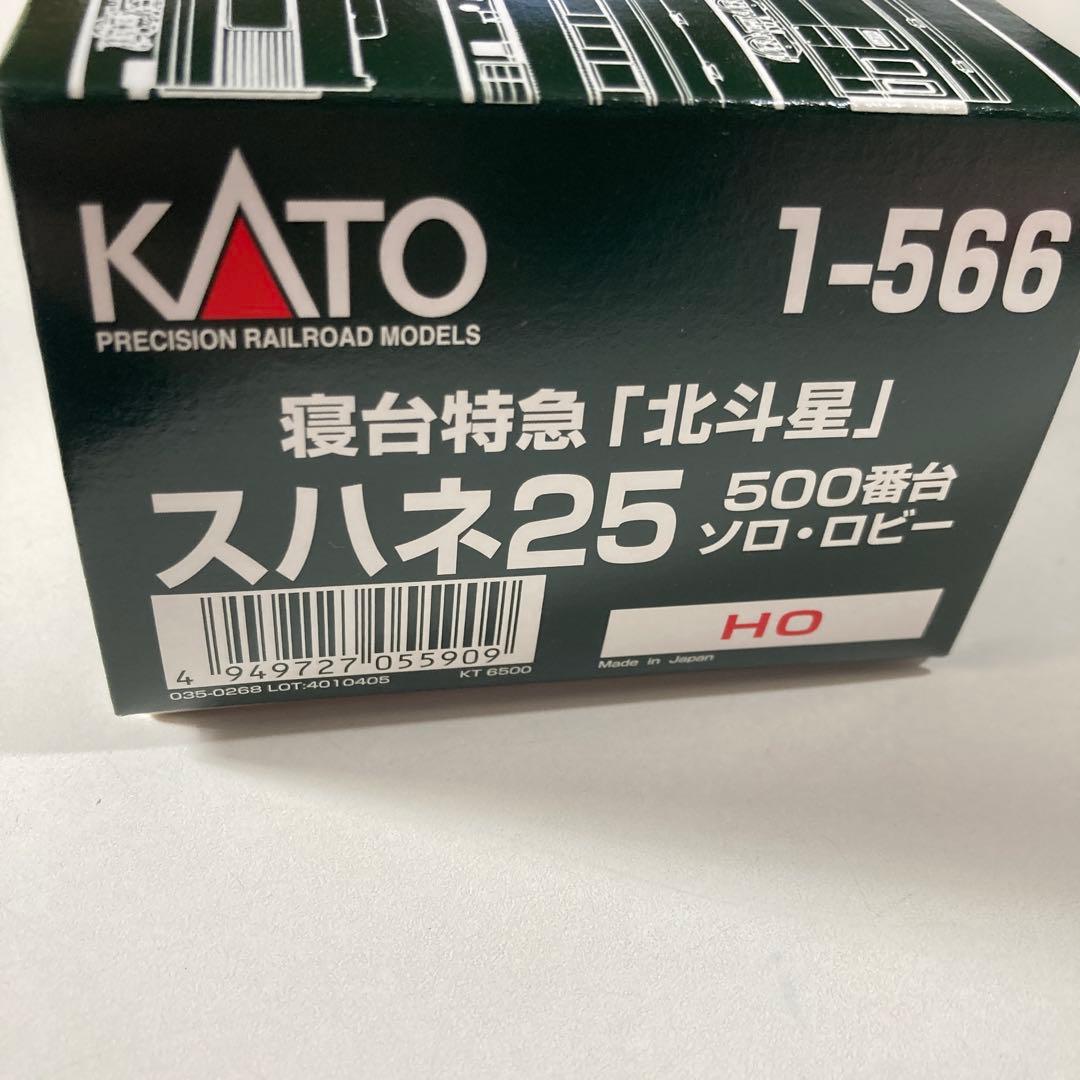 KATO
PRECISION RAILROAD MODELS
1-566
寝台特急「北斗星」
スハネ25
500番台
ソロ・ロビー
4 949727 055909
035-0268 LOT:4010405
KT 6500
HO
Made in Japan